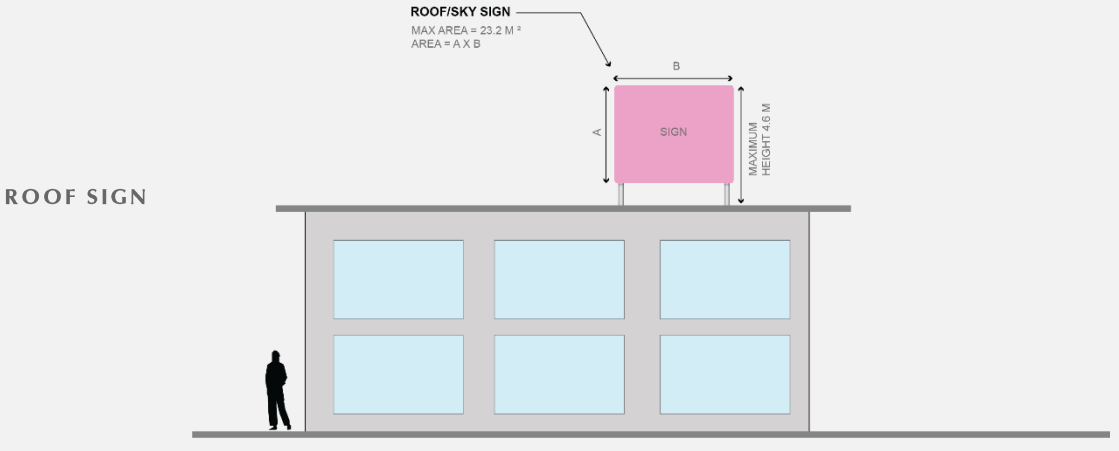 ROOF/SKY SIGN
MAX AREA = 23.2 M ²
AREA = A X B
B
A
SIGN
MAXIMUM
HEIGHT 4.6 M
ROOF SIGN